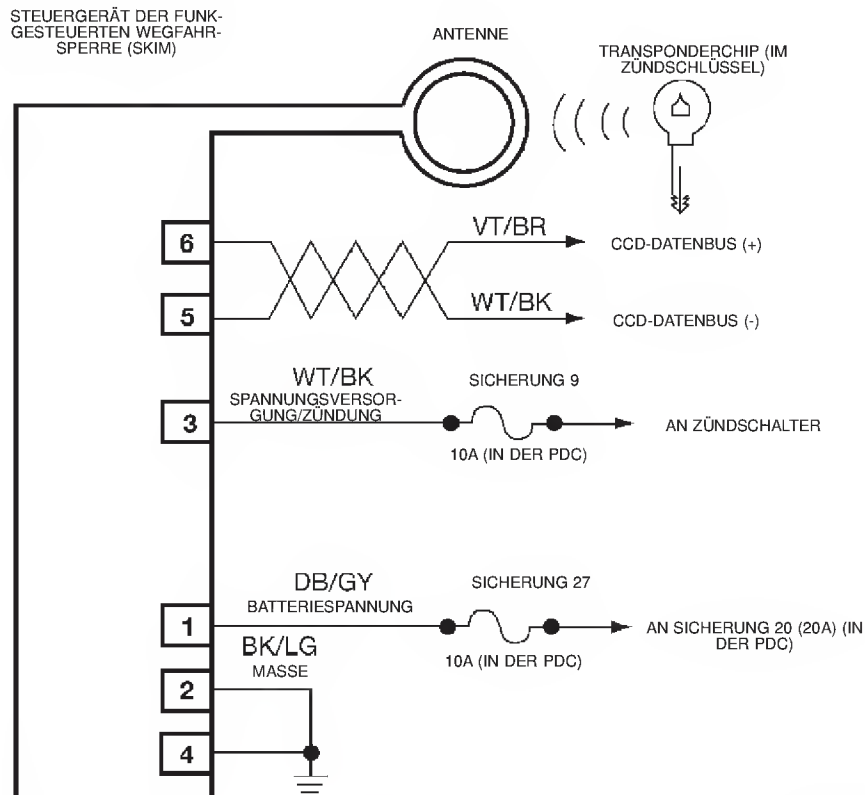 STEUERGERÄT DER FUNK-
GESTEUERTEN WEGFAHR-
SPERRE (SKIM)
ANTENNE
TRANSPONDERCHIP (IM
ZÜNDSCHLÜSSEL)
6
VT/BR
CCD-DATENBUS (+)
5
WT/BK
CCD-DATENBUS (-)
WT/BK
SICHERUNG 9
SPANNUNGSVERSOR-
GUNG/ZÜNDUNG
3
AN ZÜNDSCHALTER
10A (IN DER PDC)
DB/GY
SICHERUNG 27
BATTERIESPANNUNG
1
AN SICHERUNG 20 (20A) (IN
DER PDC)
BK/LG
10A (IN DER PDC)
MASSE
2
4